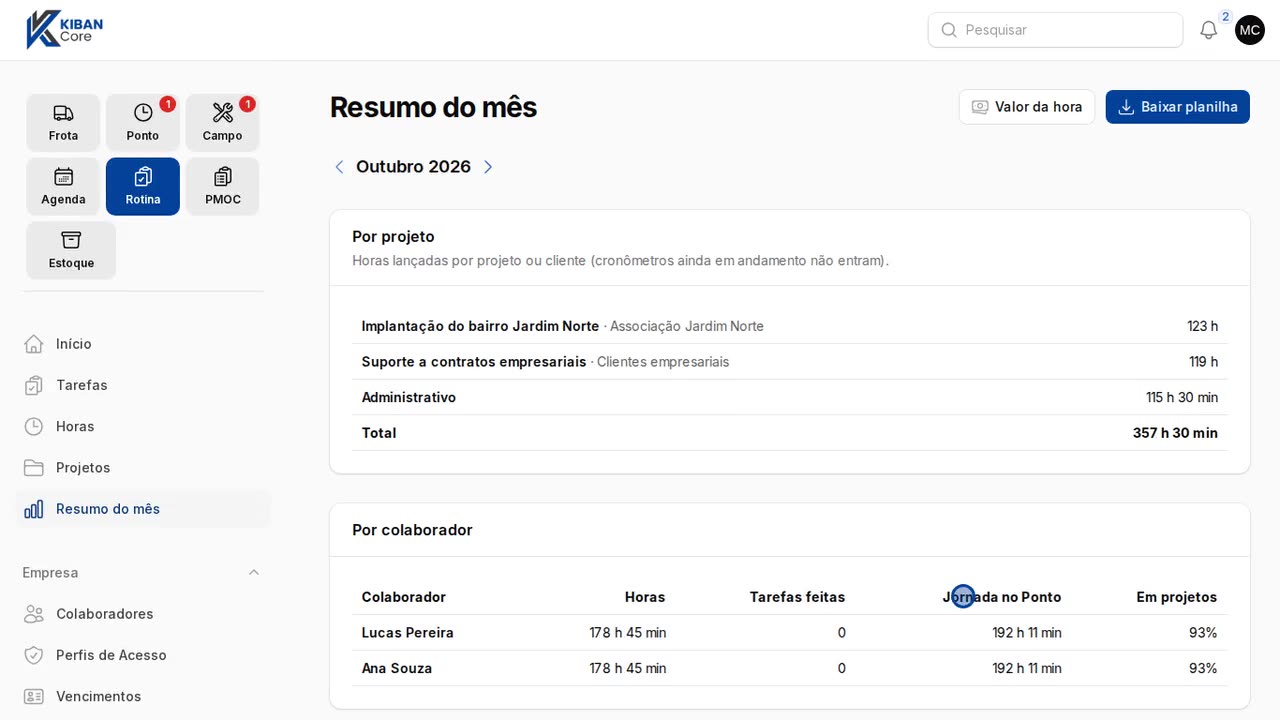 KIBAN
Core
Pesquisar
2
MC
Frota
Ponto
1
Campo
1
Agenda
Rotina
PMOC
Estoque
Início
Tarefas
Horas
Projetos
Resumo do mês
Empresa
Colaboradores
Perfis de Acesso
Vencimentos
Resumo do mês
Valor da hora
Baixar planilha
Outubro 2026
Por projeto
Horas lançadas por projeto ou cliente (cronômetros ainda em andamento não entram).
Implantação do bairro Jardim Norte · Associação Jardim Norte 123 h
Suporte a contratos empresariais · Clientes empresariais 119 h
Administrativo 115 h 30 min
Total 357 h 30 min
Por colaborador
Colaborador Horas Tarefas feitas Jornada no Ponto Em projetos
Lucas Pereira 178 h 45 min 0 192 h 11 min 93%
Ana Souza 178 h 45 min 0 192 h 11 min 93%